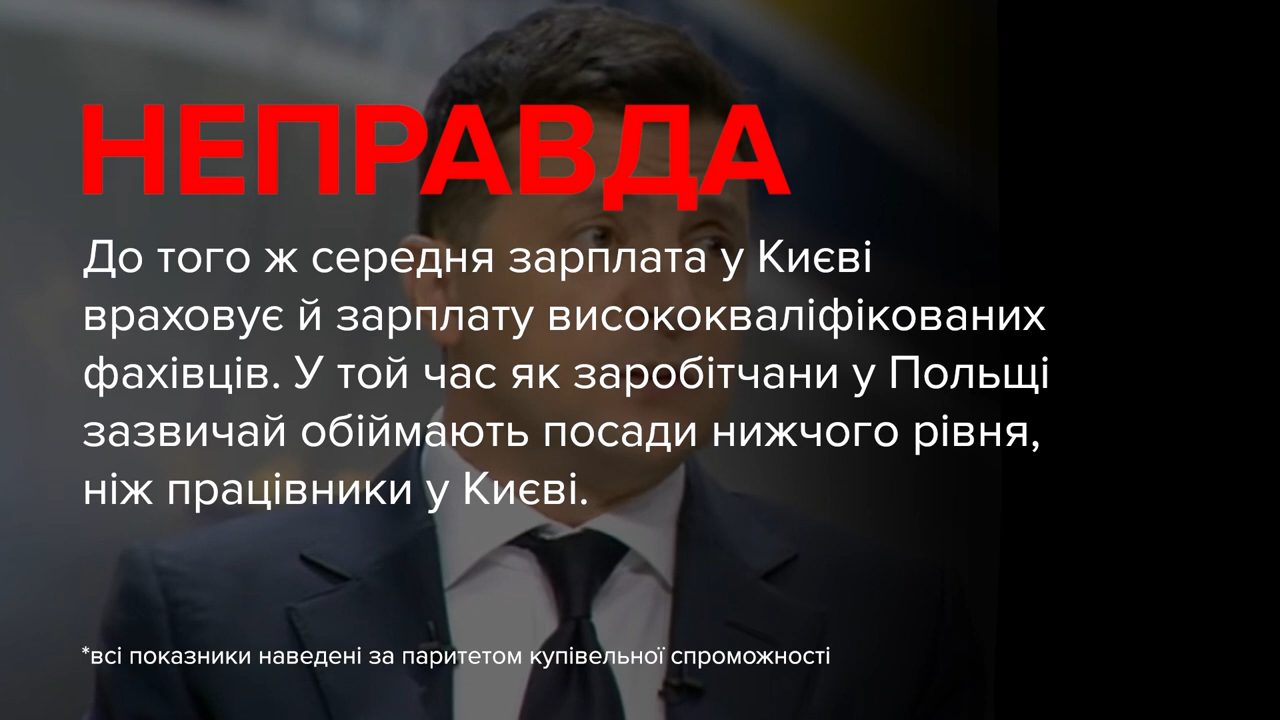 НЕПРАВДА
До того ж середня зарплата у Києві
враховує й зарплату висококваліфікованих
фахівців. У той час як заробітчани у Польщі
зазвичай обіймають посади нижчого рівня,
ніж працівники у Києві.
*всі показники наведені за паритетом купівельної спроможності